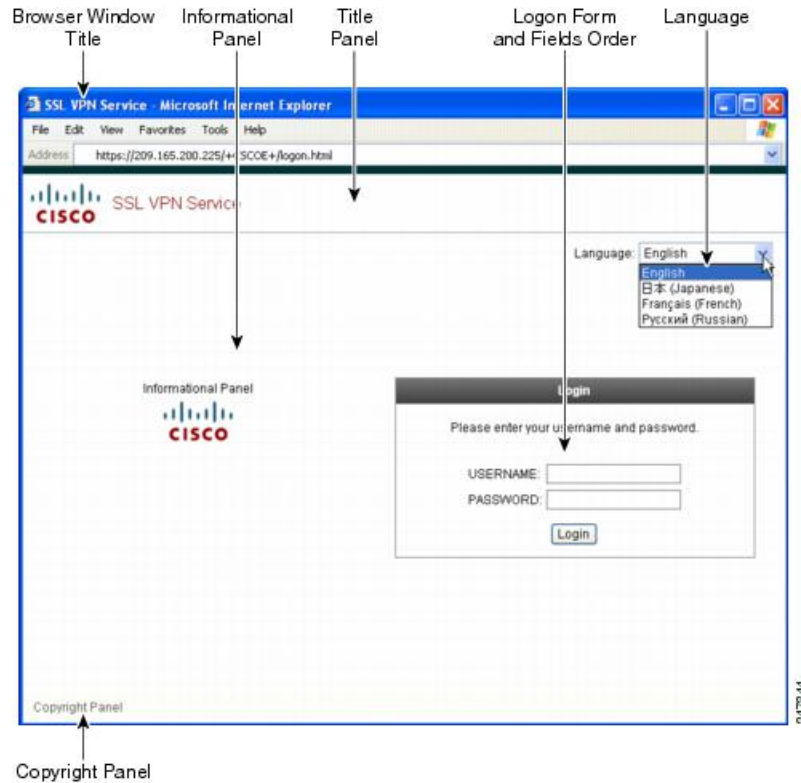 Browser Window Title
Informational Panel
Title Panel
Logon Form and Fields Order
Language
SSL VPN Service - Microsoft Internet Explorer
File Edit View Favorites Tools Help
Address https://209.165.200.225/+CSCOE+/logon.html
CISCO SSL VPN Service
Language: English
English
日本 (Japanese)
Français (French)
Русский (Russian)
Informational Panel
CISCO
Login
Please enter your username and password.
USERNAME:
PASSWORD:
Login
Copyright Panel
Copyright Panel